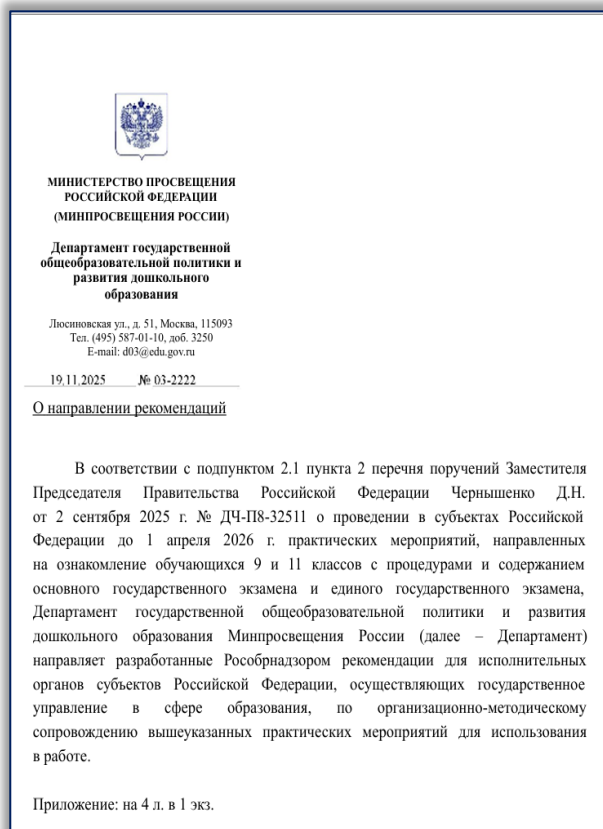 МИНИСТЕРСТВО ПРОСВЕЩЕНИЯ
РОССИЙСКОЙ ФЕДЕРАЦИИ
(МИНПРОСВЕЩЕНИЯ РОССИИ)
Департамент государственной
общеобразовательной политики и
развития дошкольного
образования
Люсиновская ул., д. 51, Москва, 115093
Тел. (495) 587-01-10, доб. 3250
E-mail: d03@edu.gov.ru
19.11.2025 № 03-2222
О направлении рекомендаций
В соответствии с подпунктом 2.1 пункта 2 перечня поручений Заместителя
Председателя Правительства Российской Федерации Чернышенко Д.Н.
от 2 сентября 2025 г. № ДЧ-П8-32511 о проведении в субъектах Российской
Федерации до 1 апреля 2026 г. практических мероприятий, направленных
на ознакомление обучающихся 9 и 11 классов с процедурами и содержанием
основного государственного экзамена и единого государственного экзамена,
Департамент государственной общеобразовательной политики и развития
дошкольного образования Минпросвещения России (далее – Департамент)
направляет разработанные Рособрнадзором рекомендации для исполнительных
органов субъектов Российской Федерации, осуществляющих государственное
управление в сфере образования, по организационно-методическому
сопровождению вышеуказанных практических мероприятий для использования
в работе.
Приложение: на 4 л. в 1 экз.